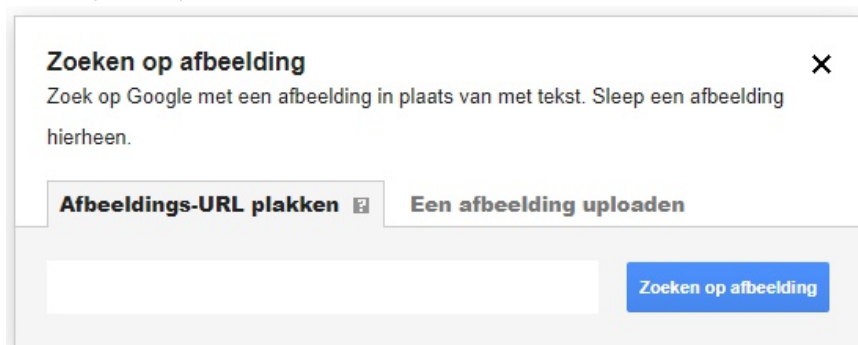 Zoeken op afbeelding
Zoek op Google met een afbeelding in plaats van met tekst. Sleep een afbeelding
hierheen.
Afbeeldings-URL plakken ?
Een afbeelding uploaden
Zoeken op afbeelding